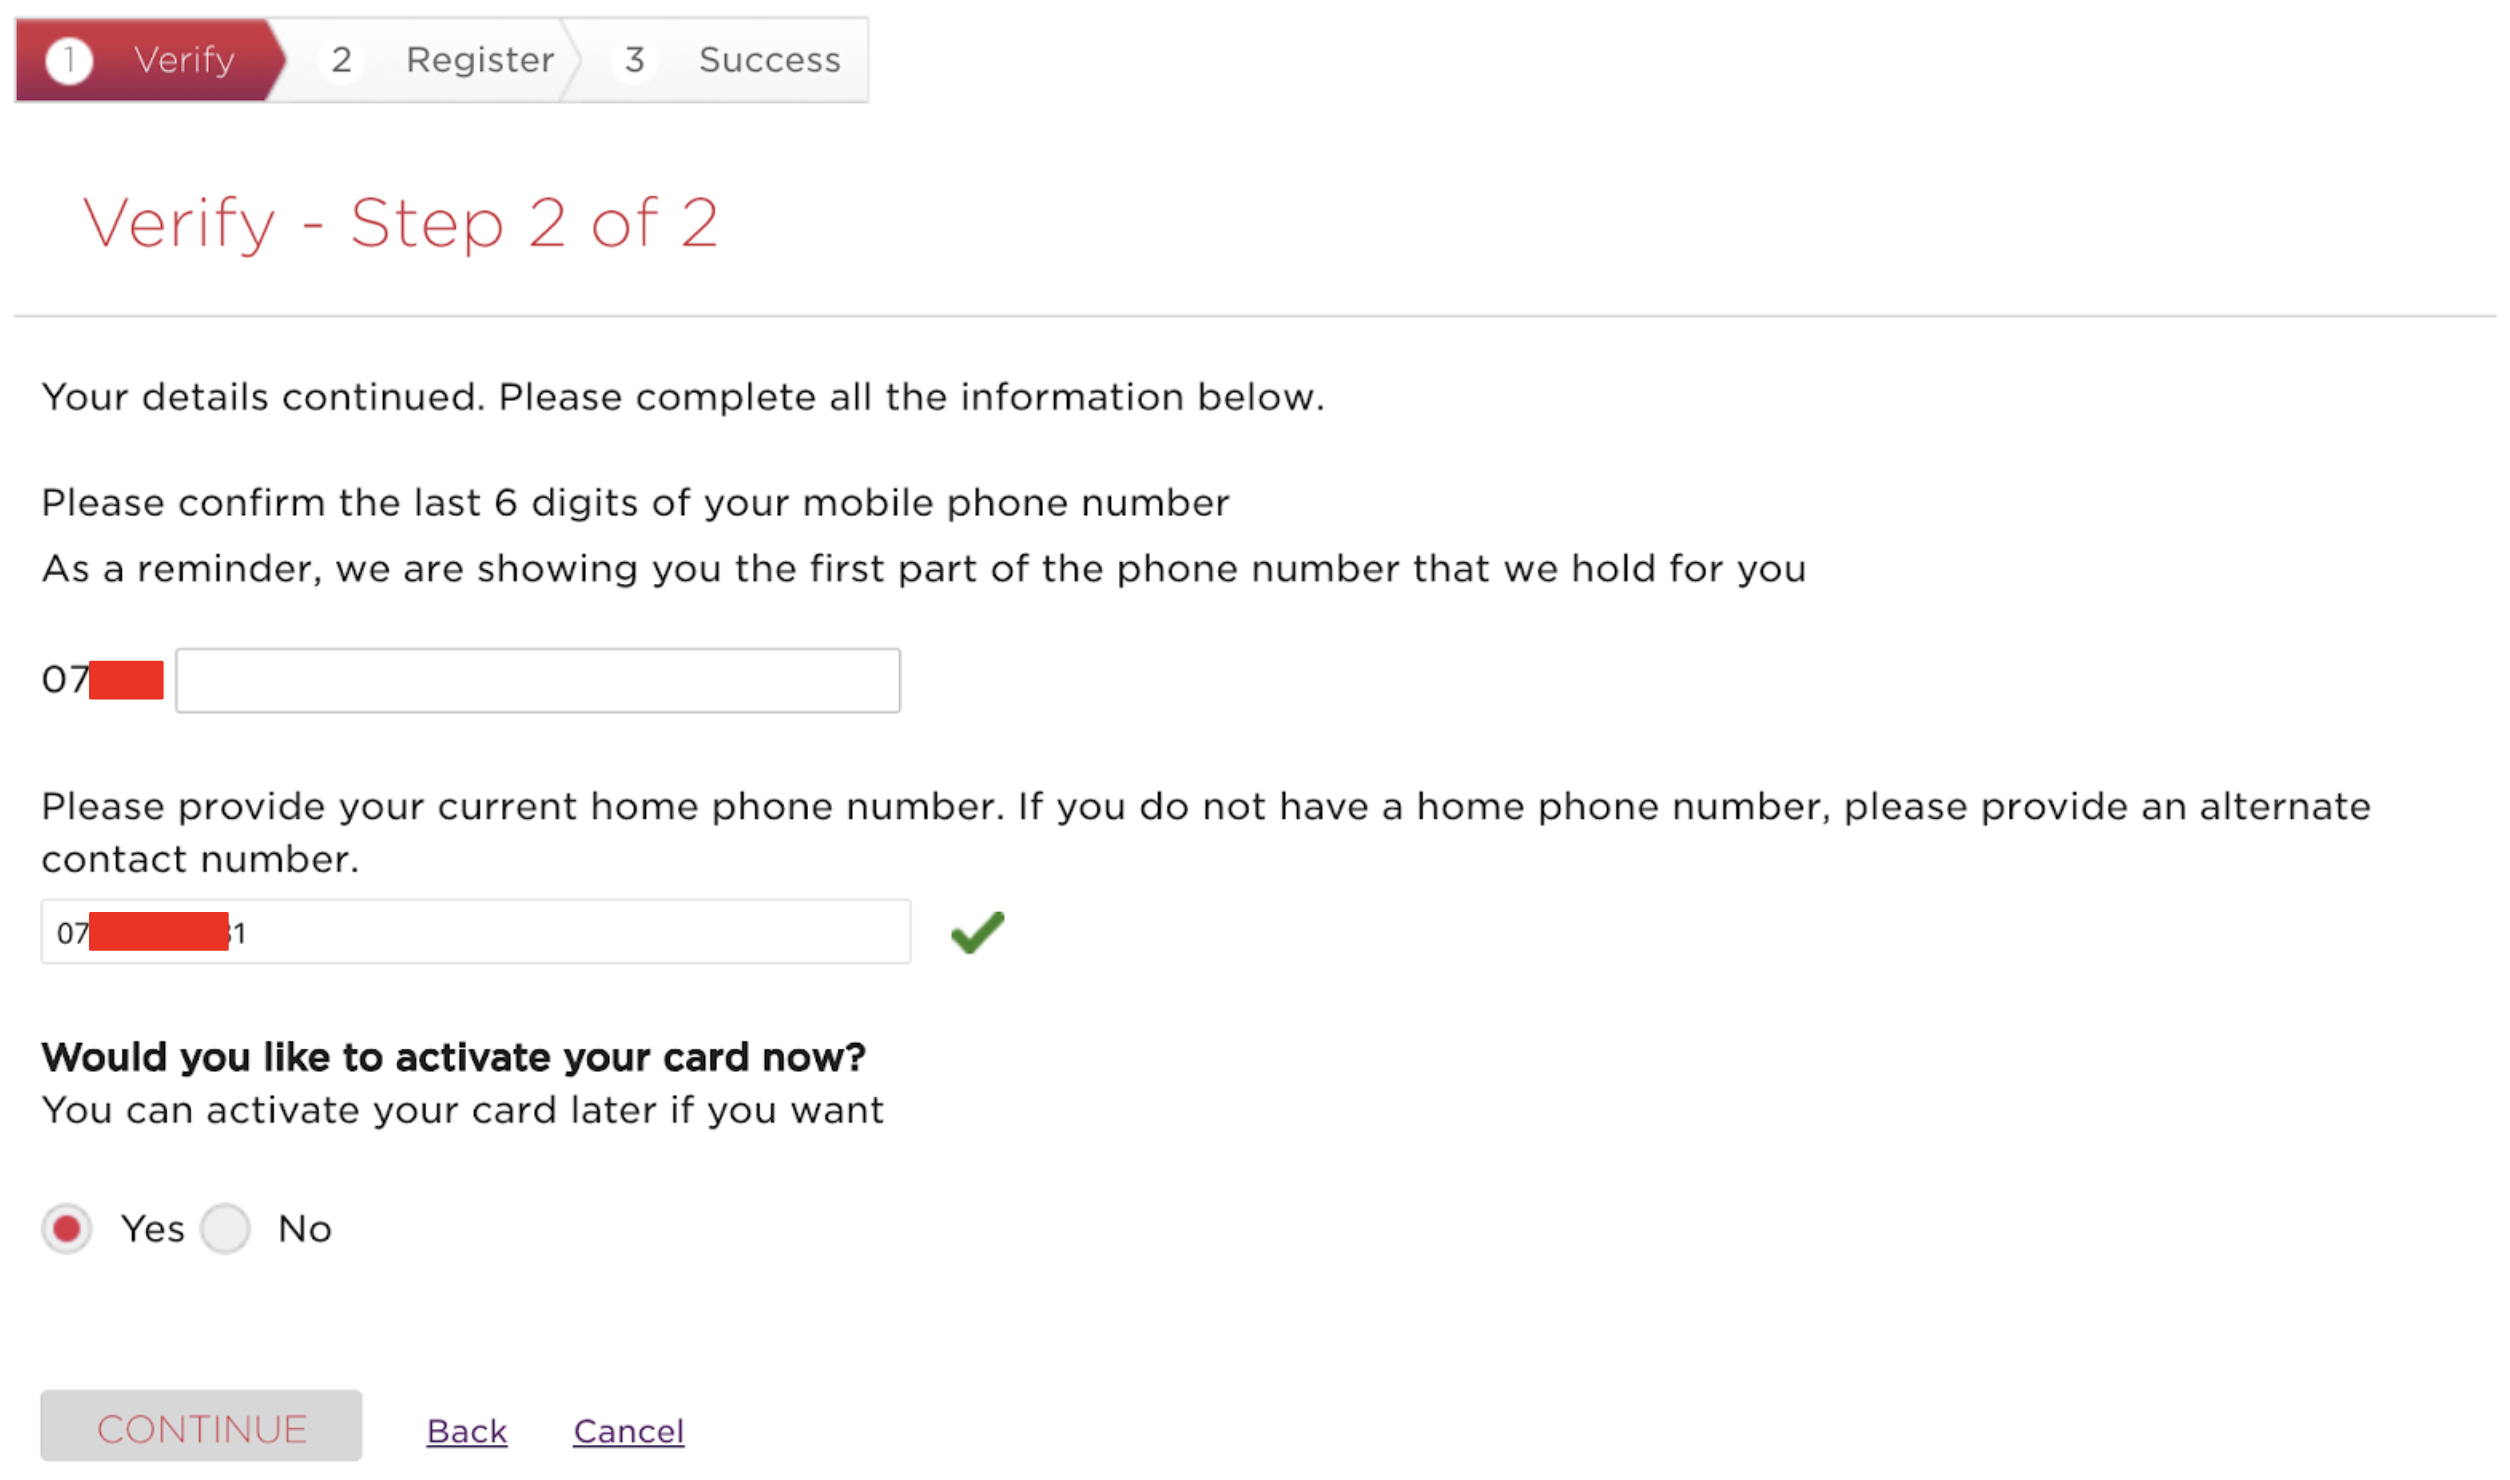 1 Verify 2 Register 3 Success
Verify - Step 2 of 2
Your details continued. Please complete all the information below.
Please confirm the last 6 digits of your mobile phone number
As a reminder, we are showing you the first part of the phone number that we hold for you
07
Please provide your current home phone number. If you do not have a home phone number, please provide an alternate
contact number.
07 1
Would you like to activate your card now?
You can activate your card later if you want
Yes No
CONTINUE Back Cancel